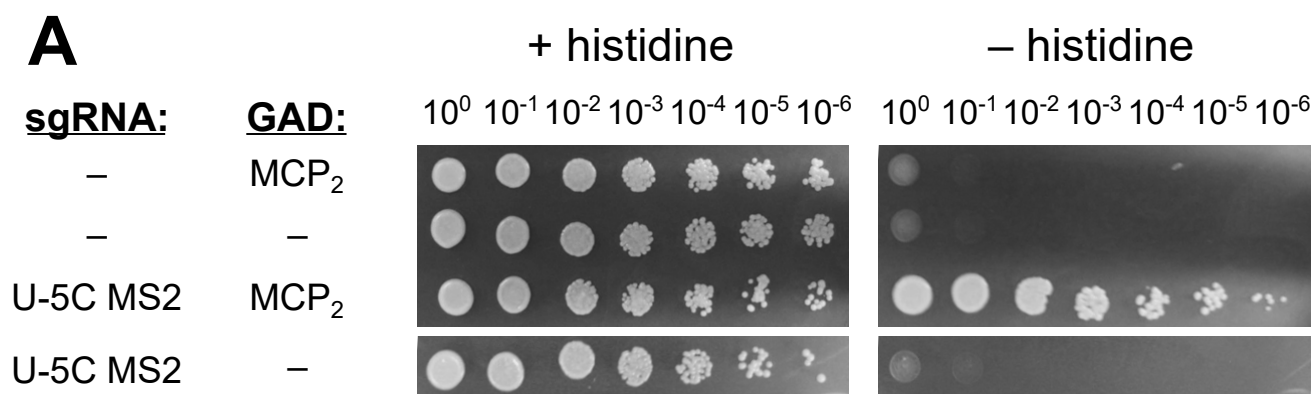 A
+ histidine – histidine
sgRNA: GAD: 10⁰ 10⁻¹ 10⁻² 10⁻³ 10⁻⁴ 10⁻⁵ 10⁻⁶ 10⁰ 10⁻¹ 10⁻² 10⁻³ 10⁻⁴ 10⁻⁵ 10⁻⁶
– MCP₂
– –
U-5C MS2 MCP₂
U-5C MS2 –